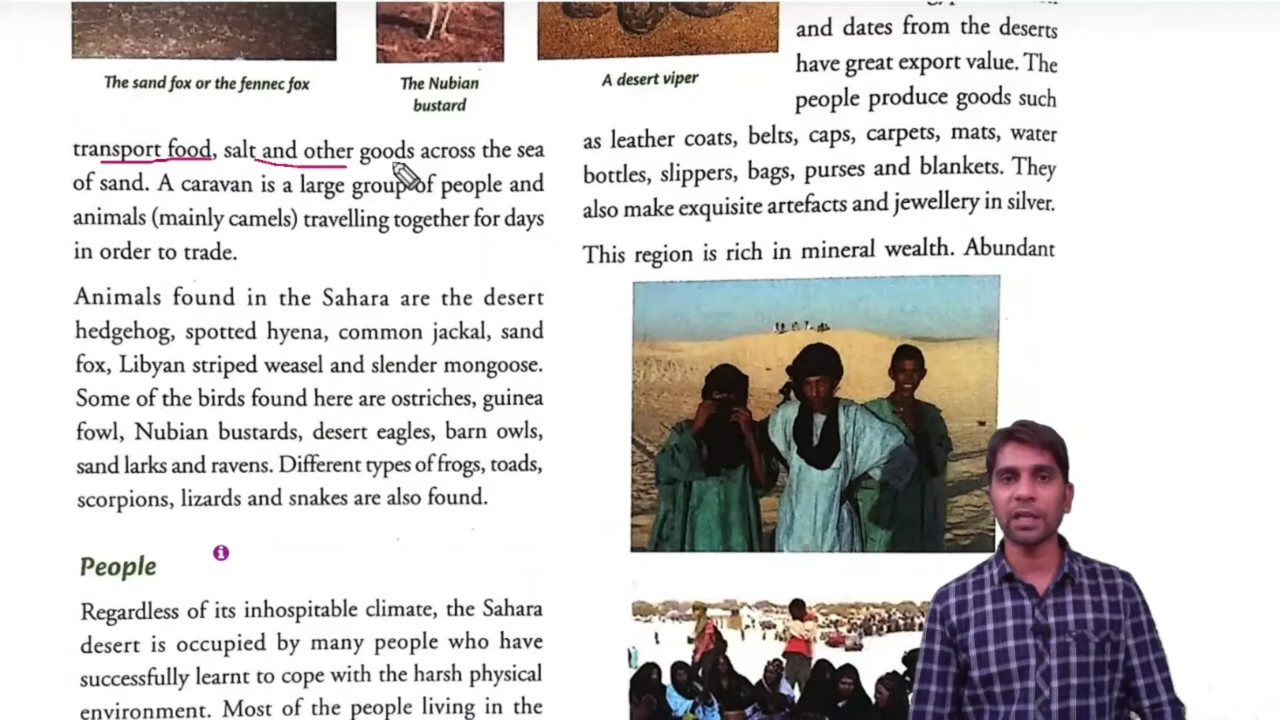 The sand fox or the fennec fox
The Nubian
bustard
A desert viper
transport food, salt and other goods across the sea
of sand. A caravan is a large group of people and
animals (mainly camels) travelling together for days
in order to trade.
Animals found in the Sahara are the desert
hedgehog, spotted hyena, common jackal, sand
fox, Libyan striped weasel and slender mongoose.
Some of the birds found here are ostriches, guinea
fowl, Nubian bustards, desert eagles, barn owls,
sand larks and ravens. Different types of frogs, toads,
scorpions, lizards and snakes are also found.
People
Regardless of its inhospitable climate, the Sahara
desert is occupied by many people who have
successfully learnt to cope with the harsh physical
environment. Most of the people living in the
and dates from the deserts
have great export value. The
people produce goods such
as leather coats, belts, caps, carpets, mats, water
bottles, slippers, bags, purses and blankets. They
also make exquisite artefacts and jewellery in silver.
This region is rich in mineral wealth. Abundant